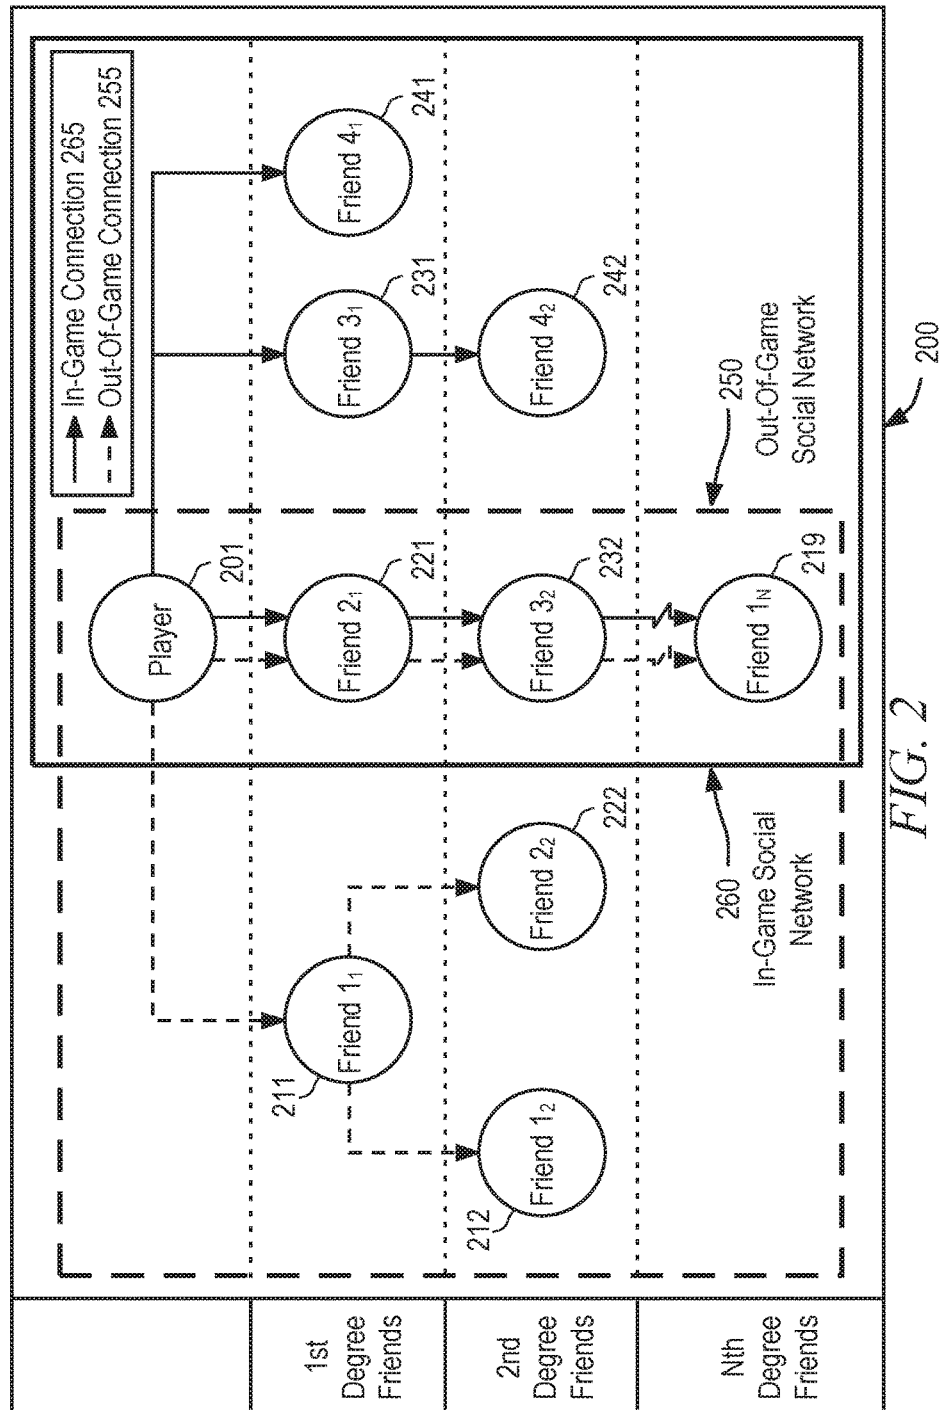 In-Game Connection 265
Out-Of-Game Connection 255
Player
201
1st
Degree
Friends
211
Friend 1₁
Friend 2₁
221
Friend 3₁
231
Friend 4₁
241
2nd
Degree
Friends
212
Friend 1₂
Friend 2₂
222
Friend 3₂
232
Friend 4₂
242
Nth
Degree
Friends
260
In-Game Social
Network
Friend 1N
219
250
Out-Of-Game
Social Network
200
FIG. 2